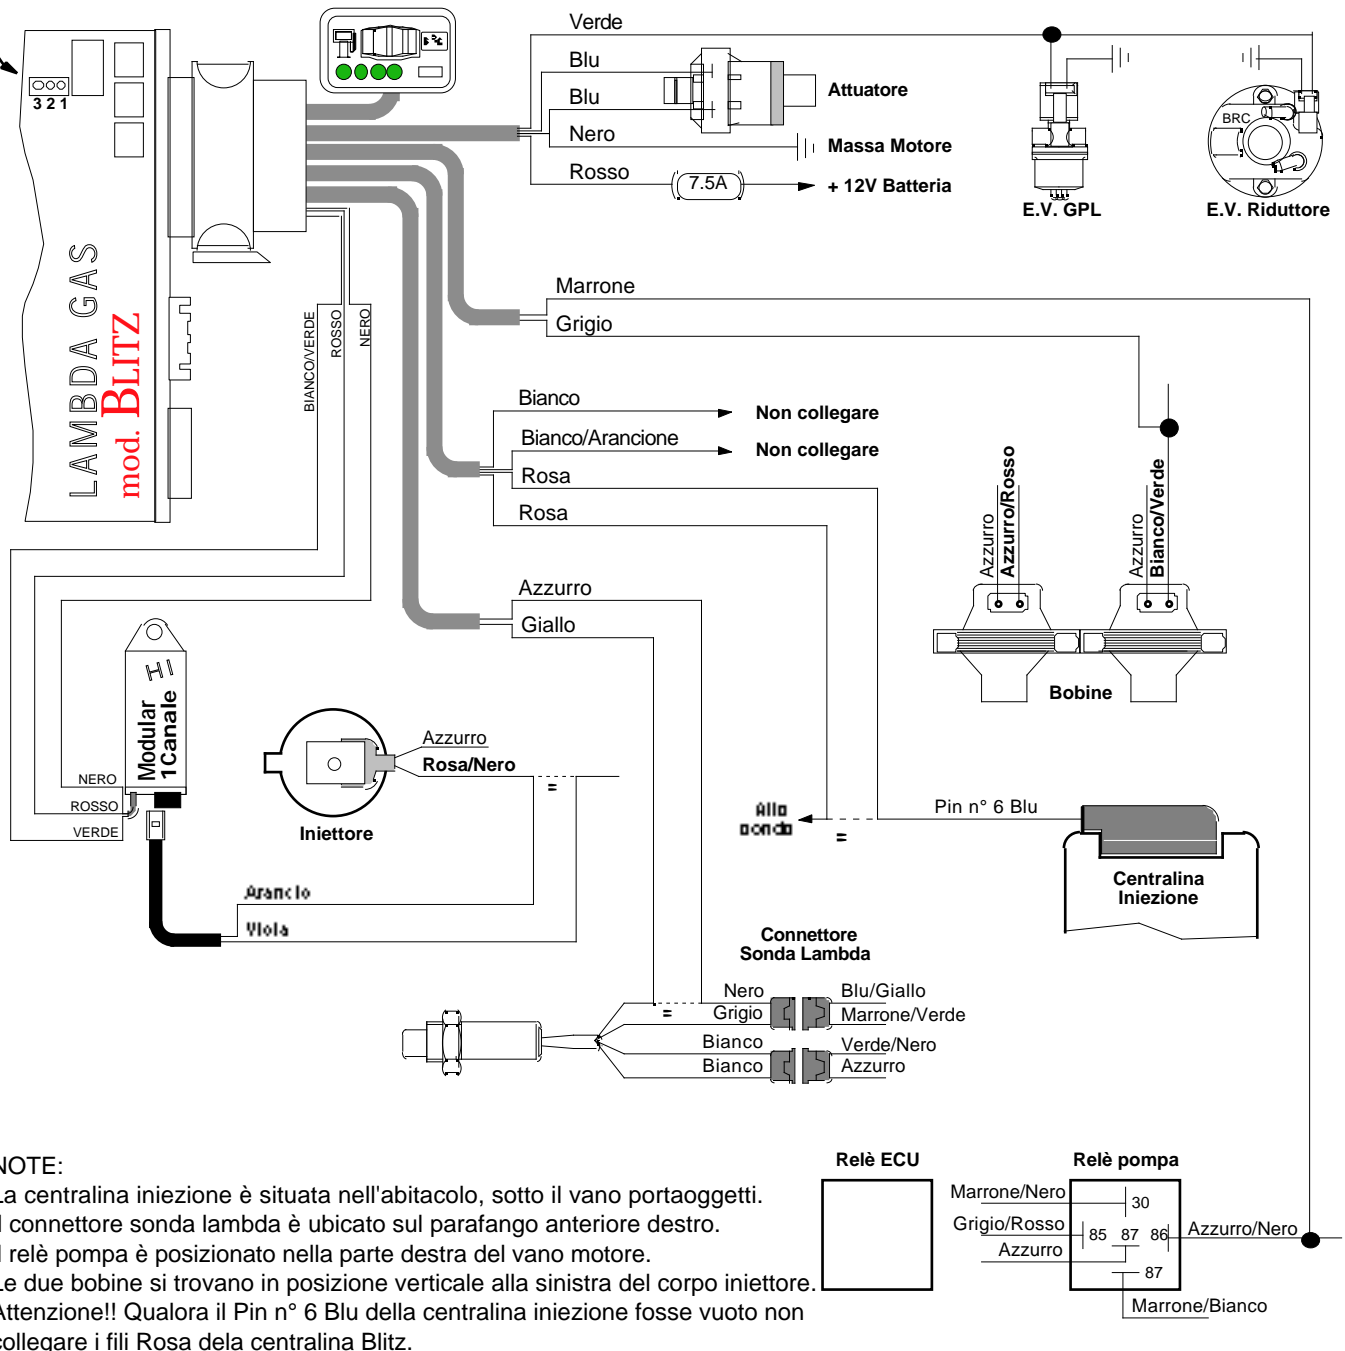 Verde
Blu
Blu
Nero
Rosso
7.5A
Attuatore
Massa Motore
+ 12V Batteria
E.V. GPL
BRC
E.V. Riduttore
3 2 1
LAMBDA GAS
mod. BLITZ
BIANCO/VERDE
ROSSO
NERO
Marrone
Grigio
Bianco
Non collegare
Bianco/Arancione
Non collegare
Rosa
Rosa
Azzurro
Azzurro/Rosso
Azzurro
Bianco/Verde
Bobine
Azzurro
Giallo
HI
Modular
1Canale
NERO
ROSSO
VERDE
Azzurro
Rosa/Nero
Iniettore
Arancio
Viola
Alla
sonda
Pin n° 6 Blu
Centralina
Iniezione
Connettore
Sonda Lambda
Nero
Blu/Giallo
Grigio
Marrone/Verde
Bianco
Verde/Nero
Bianco
Azzurro
NOTE:
La centralina iniezione è situata nell'abitacolo, sotto il vano portaoggetti.
l connettore sonda lambda è ubicato sul parafango anteriore destro.
l relè pompa è posizionato nella parte destra del vano motore.
Le due bobine si trovano in posizione verticale alla sinistra del corpo iniettore.
Attenzione!! Qualora il Pin n° 6 Blu della centralina iniezione fosse vuoto non
collegare i fili Rosa dela centralina Blitz.
Relè ECU
Relè pompa
Marrone/Nero
30
Grigio/Rosso
85 87 86
Azzurro/Nero
Azzurro
87
Marrone/Bianco